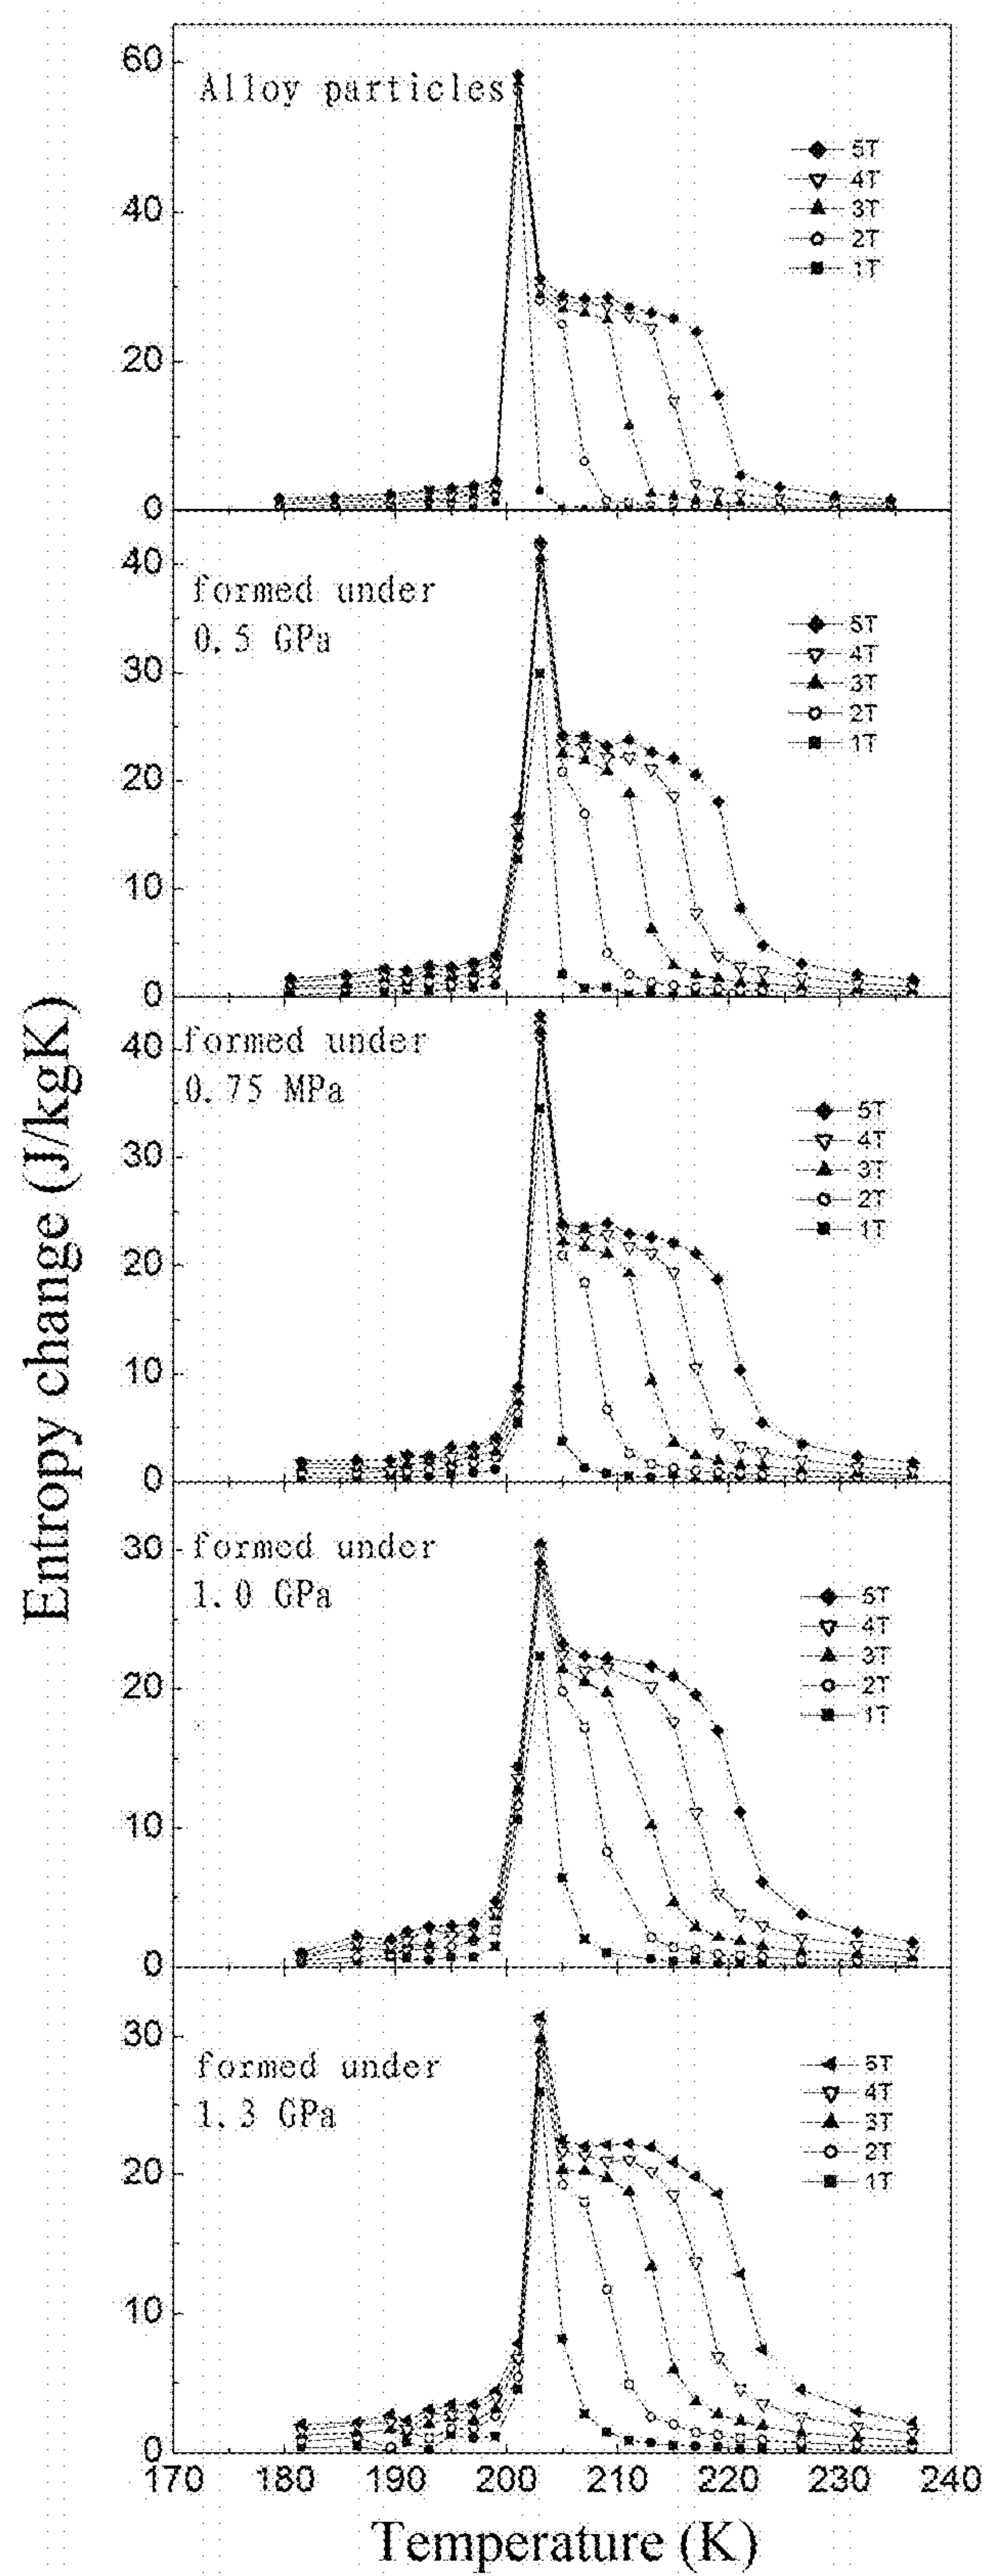 Entropy change (J/kgK)
60
40
20
0
Alloy particles
5T
4T
3T
2T
1T
40
30
20
10
0
formed under
0.5 GPa
5T
4T
3T
2T
1T
40
30
20
10
0
formed under
0.75 MPa
5T
4T
3T
2T
1T
30
20
10
0
formed under
1.0 GPa
5T
4T
3T
2T
1T
30
20
10
0
formed under
1.3 GPa
5T
4T
3T
2T
1T
170 180 190 200 210 220 230 240
Temperature (K)